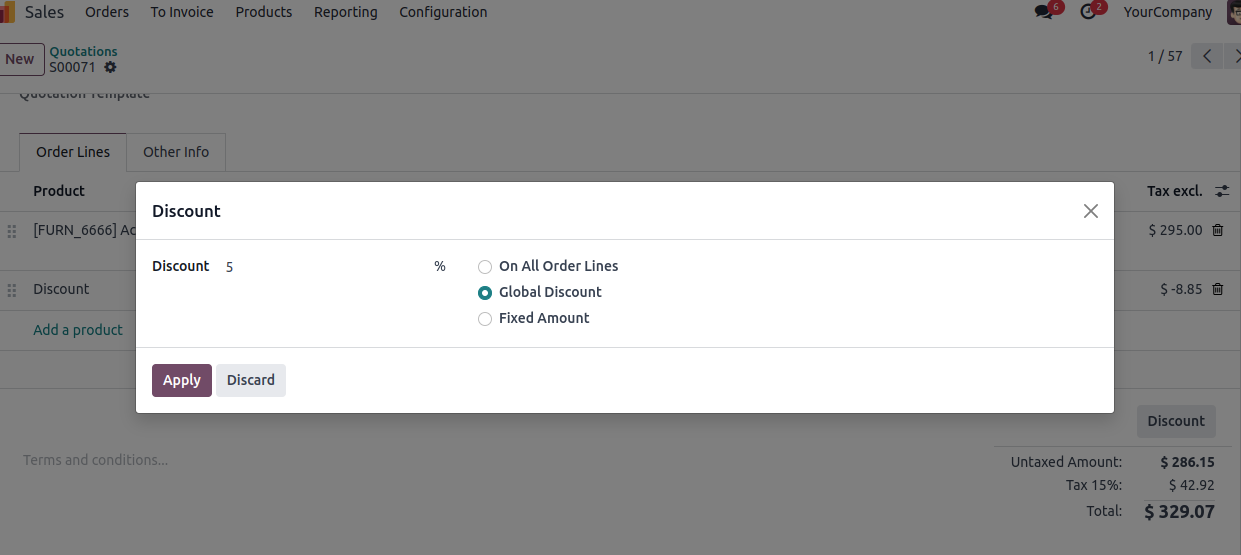 Sales Orders To Invoice Products Reporting Configuration 6 2 YourCompany
New Quotations
S00071 1 / 57
Quotation Template
Order Lines Other Info
Product Tax excl.
Discount
[FURN_6666] Ac $ 295.00
Discount 5 % On All Order Lines
Global Discount
Fixed Amount
Discount $ -8.85
Add a product
Apply Discard
Discount
Terms and conditions...
Untaxed Amount: $ 286.15
Tax 15%: $ 42.92
Total: $ 329.07